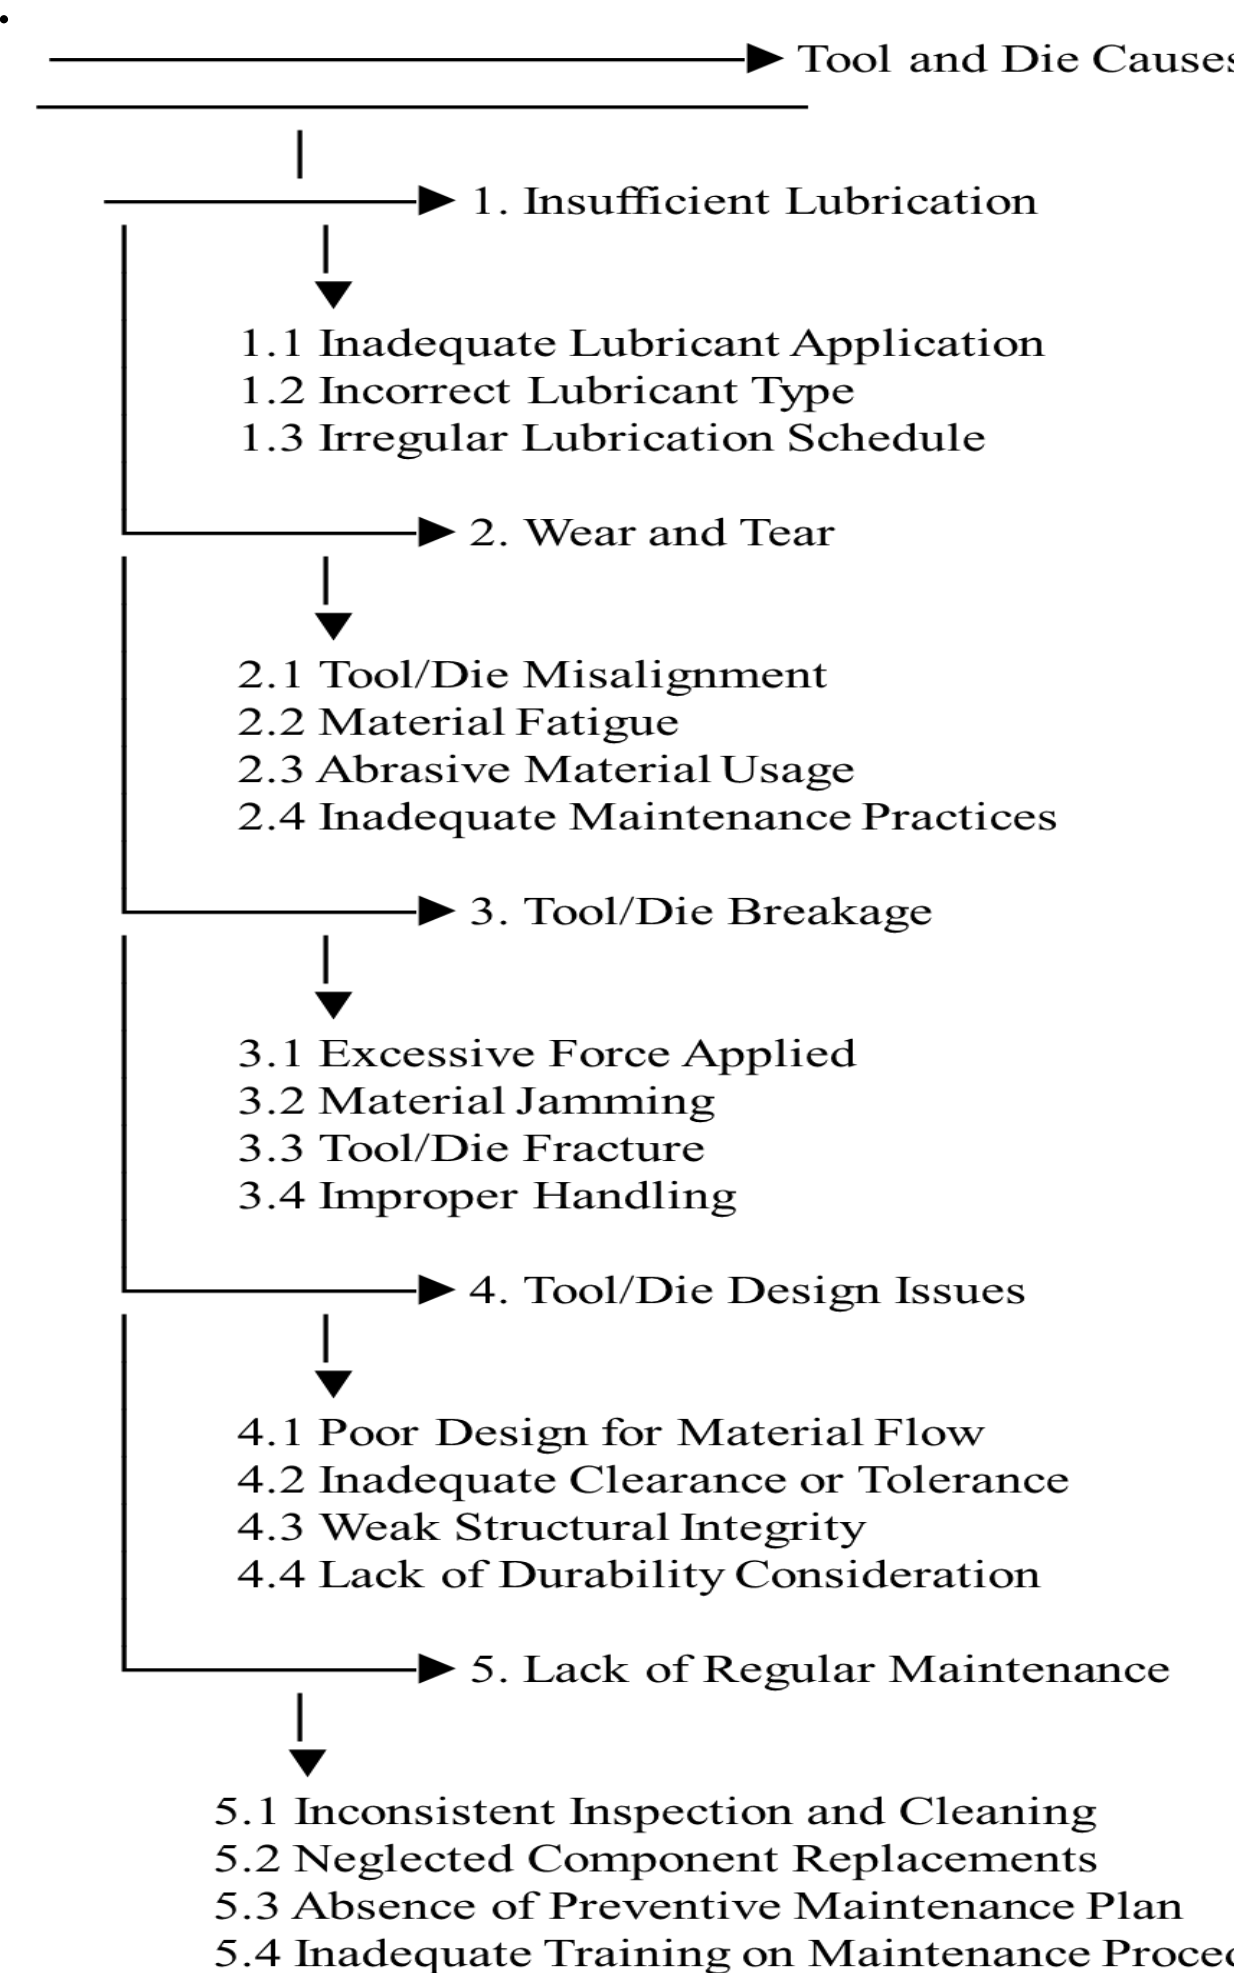 Tool and Die Causes
1. Insufficient Lubrication
1.1 Inadequate Lubricant Application
1.2 Incorrect Lubricant Type
1.3 Irregular Lubrication Schedule
2. Wear and Tear
2.1 Tool/Die Misalignment
2.2 Material Fatigue
2.3 Abrasive Material Usage
2.4 Inadequate Maintenance Practices
3. Tool/Die Breakage
3.1 Excessive Force Applied
3.2 Material Jamming
3.3 Tool/Die Fracture
3.4 Improper Handling
4. Tool/Die Design Issues
4.1 Poor Design for Material Flow
4.2 Inadequate Clearance or Tolerance
4.3 Weak Structural Integrity
4.4 Lack of Durability Consideration
5. Lack of Regular Maintenance
5.1 Inconsistent Inspection and Cleaning
5.2 Neglected Component Replacements
5.3 Absence of Preventive Maintenance Plan
5.4 Inadequate Training on Maintenance